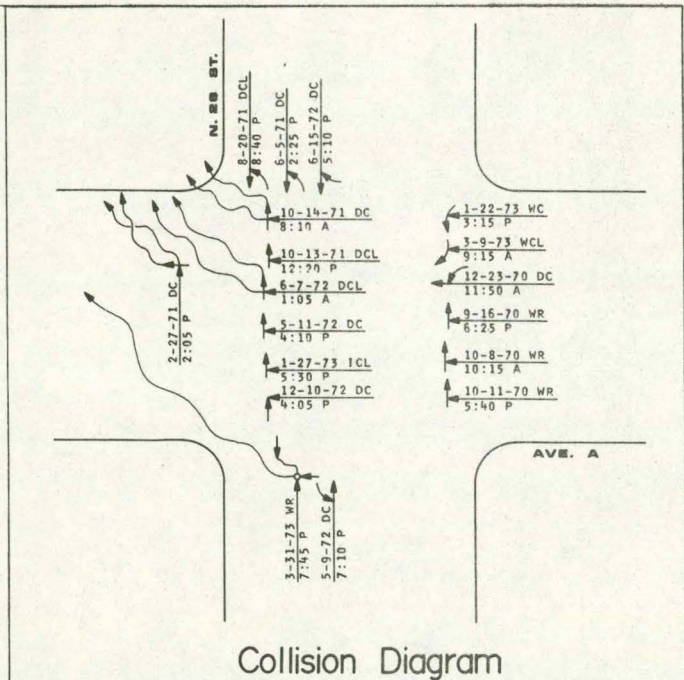 N. 28 ST.
8-20-71 DCL
8:40 P
6-5-71 DC
2:25 P
6-15-72 DC
5:10 P
10-14-71 DC
8:10 A
10-13-71 DCL
12:20 P
6-7-72 DCL
1:05 A
5-11-72 DC
4:10 P
1-27-73 ICL
5:30 P
12-10-72 DC
4:05 P
2-27-71 DC
2:05 P
1-22-73 WC
3:15 P
3-9-73 WCL
9:15 A
12-23-70 DC
11:50 A
9-16-70 WR
6:25 P
10-8-70 WR
10:15 A
10-11-70 WR
5:40 P
AVE. A
3-31-73 WR
7:45 P
5-9-72 DC
7:10 P
Collision Diagram